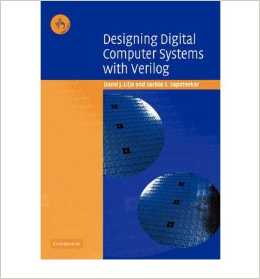 Designing Digital
Computer Systems
with Verilog
David J. Lilja and Sachin S. Sapatnekar
CAMBRIDGE